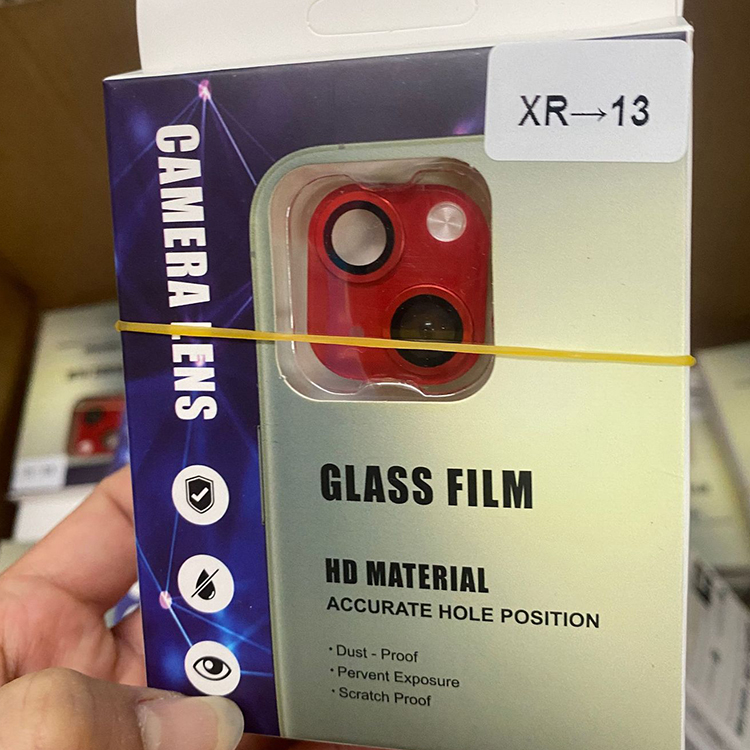 XR→13
CAMERA LENS
GLASS FILM
HD MATERIAL
ACCURATE HOLE POSITION
· Dust - Proof
· Pervent Exposure
· Scratch Proof